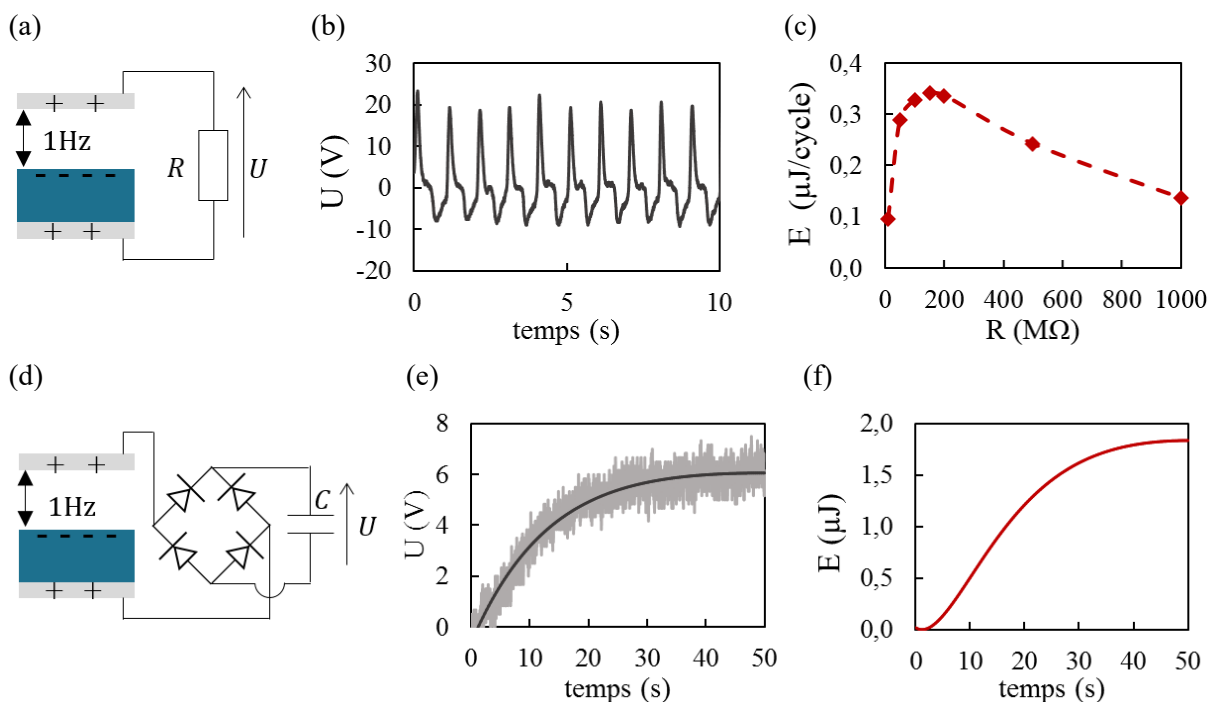 (a)
+ +
1Hz
R
U
- - - -
+ +
(b)
U (V)
30
20
10
0
-10
-20
0
5
10
temps (s)
(c)
E (µJ/cycle)
0,4
0,3
0,2
0,1
0,0
0 200 400 600 800 1000
R (MΩ)
(d)
+ +
1Hz
C
U
- - - -
+ +
(e)
U (V)
8
6
4
2
0
0 10 20 30 40 50
temps (s)
(f)
E (µJ)
2,0
1,5
1,0
0,5
0,0
0 10 20 30 40 50
temps (s)